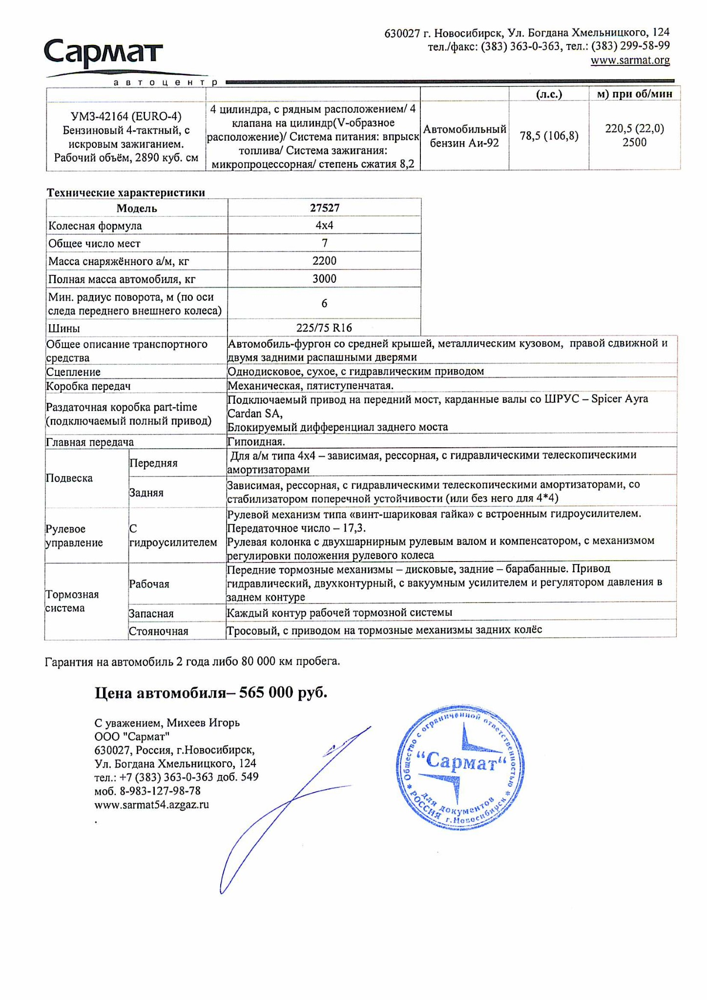 630027 г. Новосибирск, Ул. Богдана Хмельницкого, 124
тел./факс: (383) 363-0-363, тел.: (383) 299-58-99
www.sarmat.org
Сармат
автоцентр
(л.с.)
м) при об/мин
УМЗ-42164 (EURO-4)
Бензиновый 4-тактный, с
искровым зажиганием.
Рабочий объём, 2890 куб. см
4 цилиндра, с рядным расположением/ 4
клапана на цилиндр(V-образное
расположение)/ Система питания: впрыск
топлива/ Система зажигания:
микропроцессорная/ степень сжатия 8,2
Автомобильный
бензин Аи-92
78,5 (106,8)
220,5 (22,0)
2500
Технические характеристики
Модель 27527
Колесная формула 4х4
Общее число мест 7
Масса снаряжённого а/м, кг 2200
Полная масса автомобиля, кг 3000
Мин. радиус поворота, м (по оси
следа переднего внешнего колеса)
6
Шины 225/75 R16
Общее описание транспортного
средства
Автомобиль-фургон со средней крышей, металлическим кузовом, правой сдвижной и
двумя задними распашными дверями
Сцепление Однодисковое, сухое, с гидравлическим приводом
Коробка передач Механическая, пятиступенчатая.
Раздаточная коробка part-time
(подключаемый полный привод)
Подключаемый привод на передний мост, карданные валы со ШРУС – Spicer Ayra
Cardan SA,
Блокируемый дифференциал заднего моста
Главная передача Гипоидная.
Подвеска
Передняя
Для а/м типа 4х4 – зависимая, рессорная, с гидравлическими телескопическими
амортизаторами
Задняя
Зависимая, рессорная, с гидравлическими телескопическими амортизаторами, со
стабилизатором поперечной устойчивости (или без него для 4*4)
Рулевое
управление
С
гидроусилителем
Рулевой механизм типа «винт-шариковая гайка» с встроенным гидроусилителем.
Передаточное число – 17,3.
Рулевая колонка с двухшарнирным рулевым валом и компенсатором, с механизмом
регулировки положения рулевого колеса
Тормозная
система
Рабочая
Передние тормозные механизмы – дисковые, задние – барабанные. Привод
гидравлический, двухконтурный, с вакуумным усилителем и регулятором давления в
заднем контуре
Запасная Каждый контур рабочей тормозной системы
Стояночная Тросовый, с приводом на тормозные механизмы задних колёс
Гарантия на автомобиль 2 года либо 80 000 км пробега.
Цена автомобиля– 565 000 руб.
С уважением, Михеев Игорь
ООО "Сармат"
630027, Россия, г.Новосибирск,
Ул. Богдана Хмельницкого, 124
тел.: +7 (383) 363-0-363 доб. 549
моб. 8-983-127-98-78
www.sarmat54.azgaz.ru
.
* Общество с ограниченной ответственностью *
“Сармат“
для документов
РОССИЯ г.Новосибирск